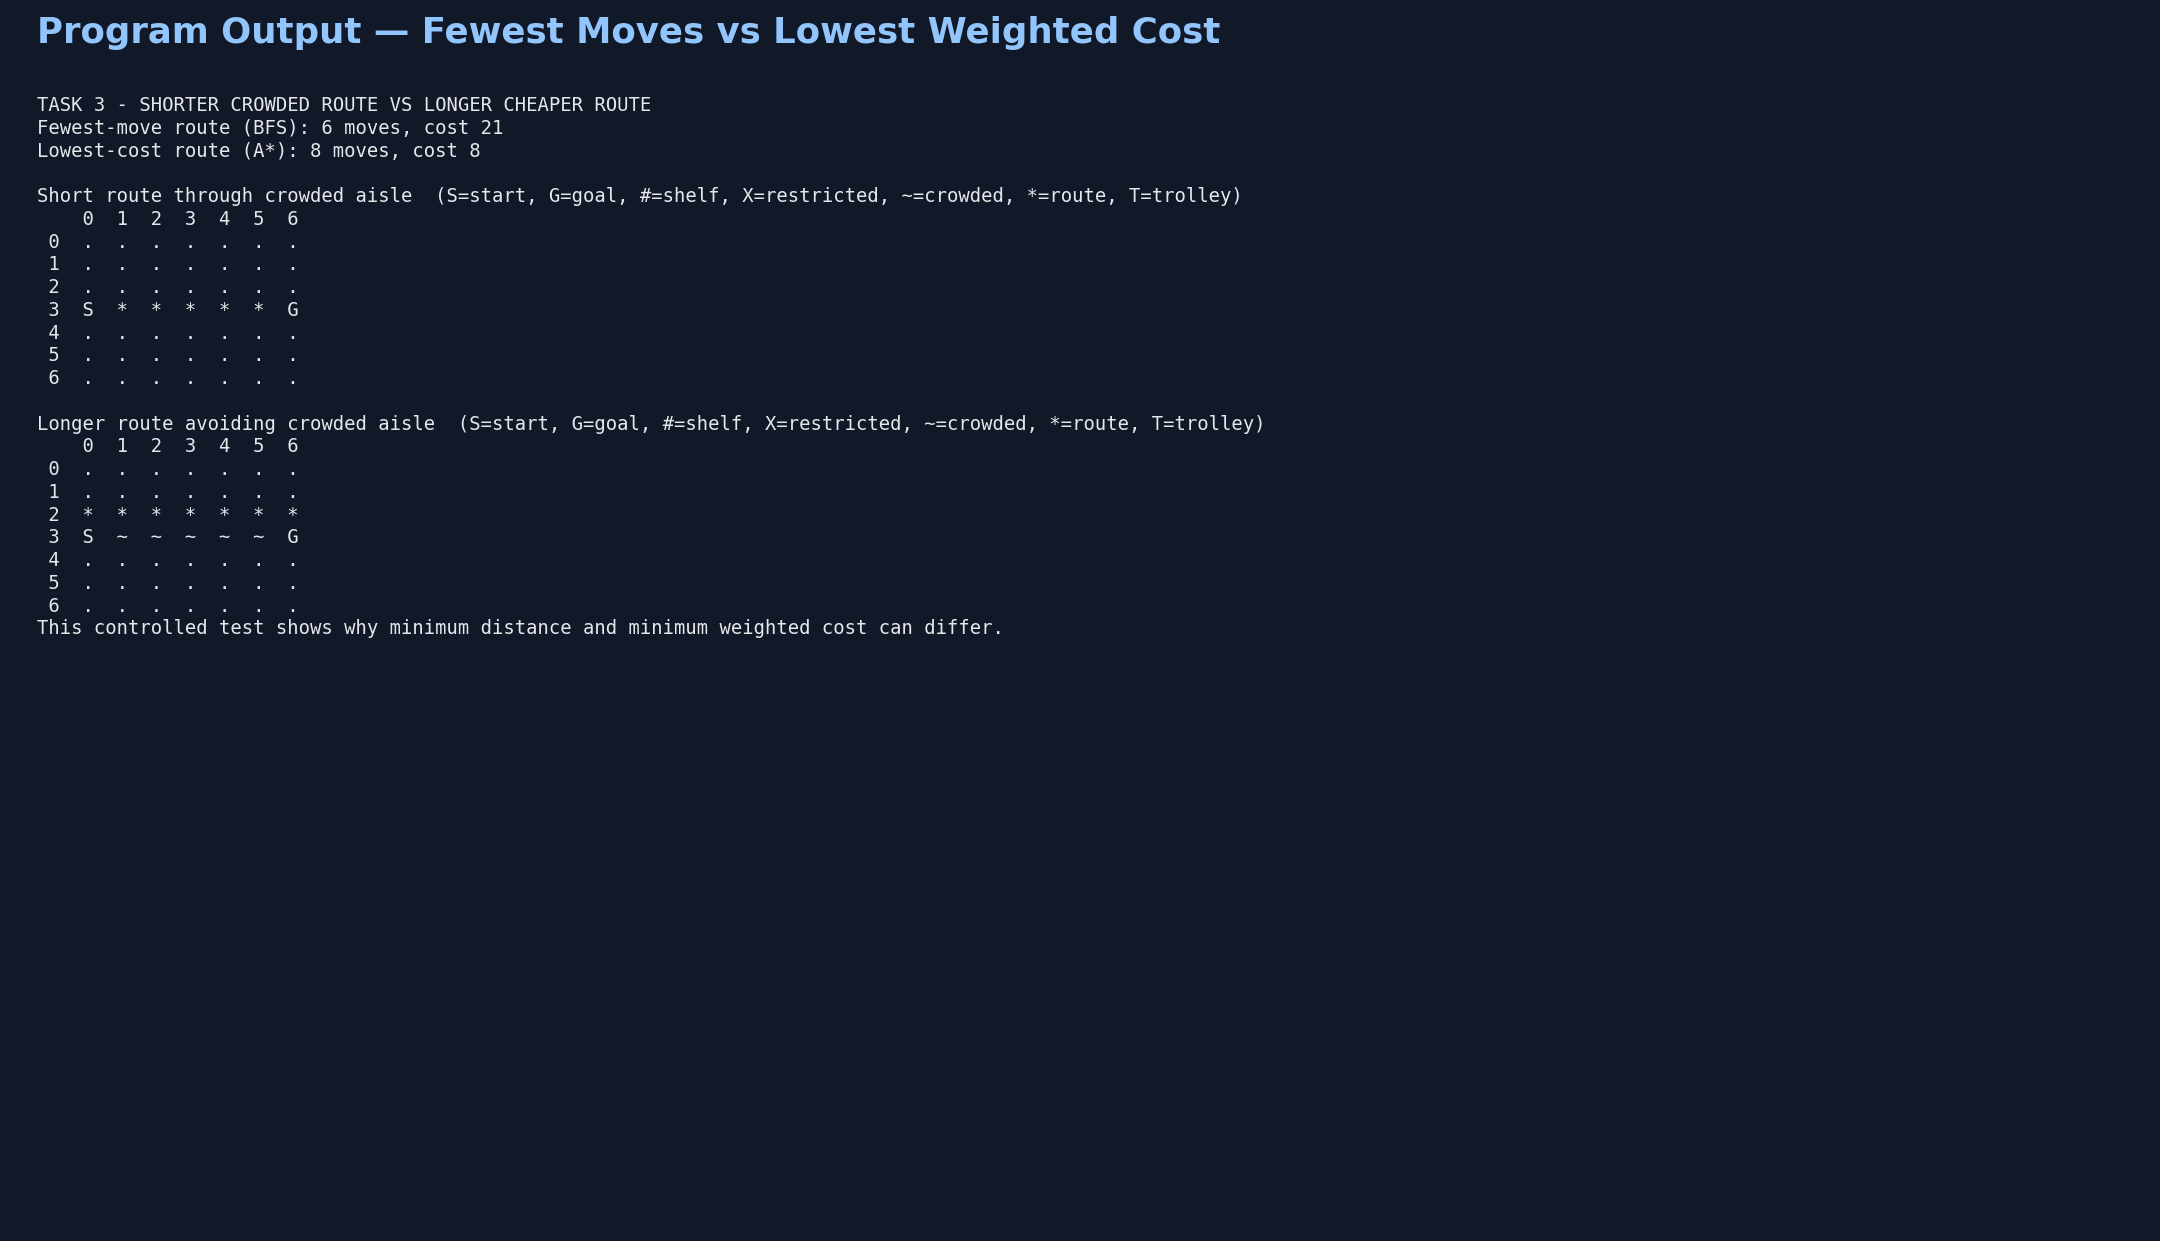 Program Output — Fewest Moves vs Lowest Weighted Cost
TASK 3 - SHORTER CROWDED ROUTE VS LONGER CHEAPER ROUTE
Fewest-move route (BFS): 6 moves, cost 21
Lowest-cost route (A*): 8 moves, cost 8
Short route through crowded aisle  (S=start, G=goal, #=shelf, X=restricted, ~=crowded, *=route, T=trolley)
    0  1  2  3  4  5  6
 0  .  .  .  .  .  .  .
 1  .  .  .  .  .  .  .
 2  .  .  .  .  .  .  .
 3  S  *  *  *  *  *  G
 4  .  .  .  .  .  .  .
 5  .  .  .  .  .  .  .
 6  .  .  .  .  .  .  .
Longer route avoiding crowded aisle  (S=start, G=goal, #=shelf, X=restricted, ~=crowded, *=route, T=trolley)
    0  1  2  3  4  5  6
 0  .  .  .  .  .  .  .
 1  .  .  .  .  .  .  .
 2  *  *  *  *  *  *  *
 3  S  ~  ~  ~  ~  ~  G
 4  .  .  .  .  .  .  .
 5  .  .  .  .  .  .  .
 6  .  .  .  .  .  .  .
This controlled test shows why minimum distance and minimum weighted cost can differ.